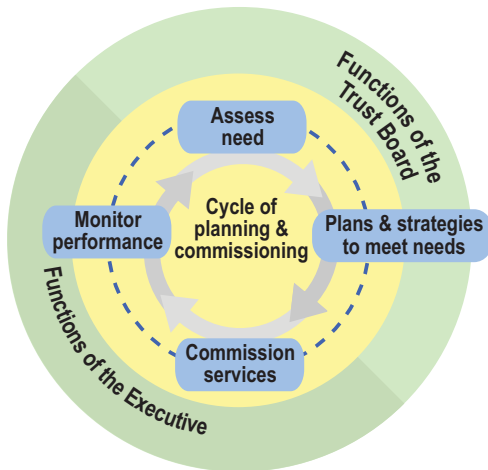 Functions of the
Trust Board
Assess
need
Cycle of
planning &
commissioning
Monitor
performance
Plans & strategies
to meet needs
Commission
services
Functions of the Executive